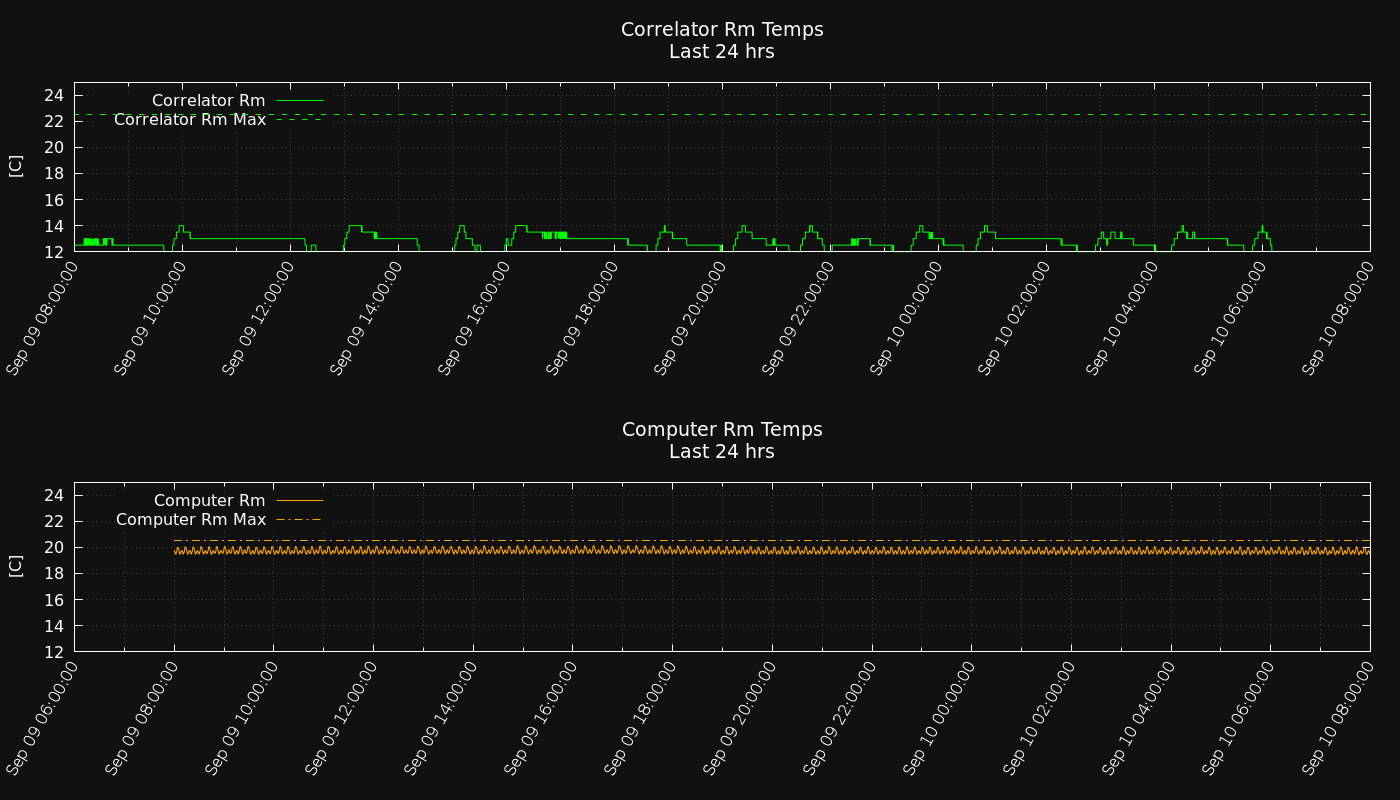 Correlator Rm Temps
Last 24 hrs
Correlator Rm
Correlator Rm Max
[C]
24
22
20
18
16
14
12
Sep 09 08:00:00
Sep 09 10:00:00
Sep 09 12:00:00
Sep 09 14:00:00
Sep 09 16:00:00
Sep 09 18:00:00
Sep 09 20:00:00
Sep 09 22:00:00
Sep 10 00:00:00
Sep 10 02:00:00
Sep 10 04:00:00
Sep 10 06:00:00
Sep 10 08:00:00
Computer Rm Temps
Last 24 hrs
Computer Rm
Computer Rm Max
[C]
24
22
20
18
16
14
12
Sep 09 06:00:00
Sep 09 08:00:00
Sep 09 10:00:00
Sep 09 12:00:00
Sep 09 14:00:00
Sep 09 16:00:00
Sep 09 18:00:00
Sep 09 20:00:00
Sep 09 22:00:00
Sep 10 00:00:00
Sep 10 02:00:00
Sep 10 04:00:00
Sep 10 06:00:00
Sep 10 08:00:00